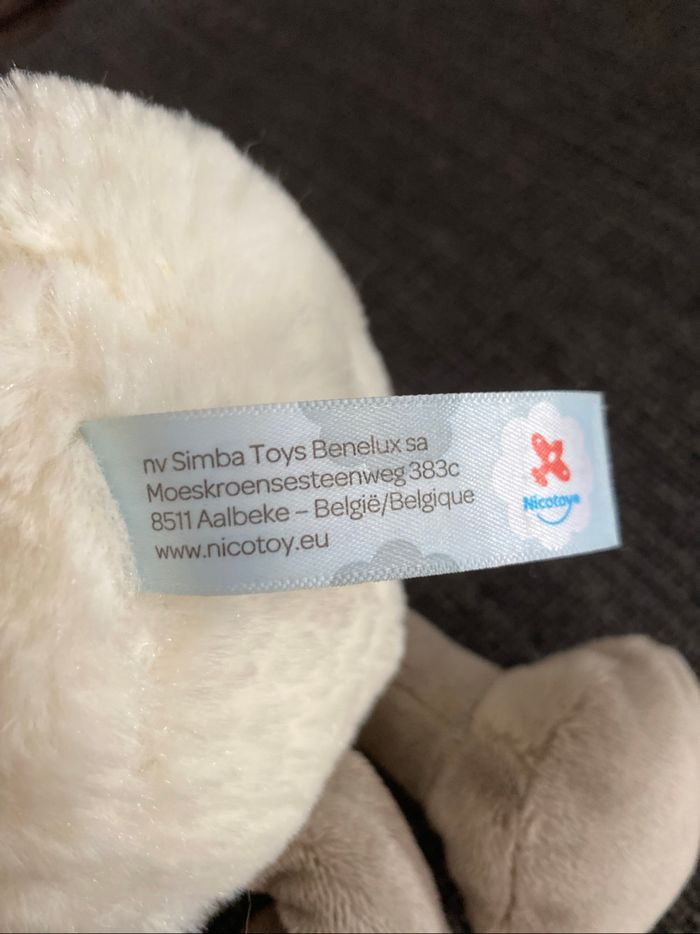 nv Simba Toys Benelux sa
Moeskroensesteenweg 383c
8511 Aalbeke – België/Belgique
www.nicotoy.eu
Nicotoy